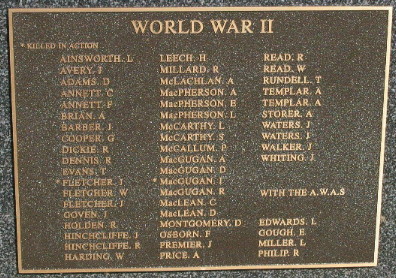 WORLD WAR II
* KILLED IN ACTION
AINSWORTH. L
AVERY. J
ADAMS. D
ANNETT. C
ANNETT. F
BRIAN. A
BARBER. J
COOPER. G
DICKIE. R
DENNIS. R
EVANS. T
* FLETCHER. J
FLETCHER. W
FLETCHER. J
GOVEN. J
HOLDEN. R
HINCHCLIFFE. J
HINCHCLIFFE. R
HARDING. W
LEECH. H
MILLARD. R
McLACHLAN. A
MacPHERSON. A
MacPHERSON. E
MacPHERSON. L
McCARTHY. L
McCARTHY. S
McCALLUM. P
MacGUGAN. A
MacGUGAN. D
MacGUGAN. J
MacGUGAN. R
MacLEAN. C
MacLEAN. D
MONTGOMERY. D
OSBORN. F
PREMIER. J
PRICE. A
READ. R
READ. W
RUNDELL. T
TEMPLAR. A
TEMPLAR. A
STORER. A
WATERS. J
WATERS. J
WALKER. J
WHITING. J
WITH THE A.W.A.S
EDWARDS. L
GOUGH. E
MILLER. L
PHILIP. R